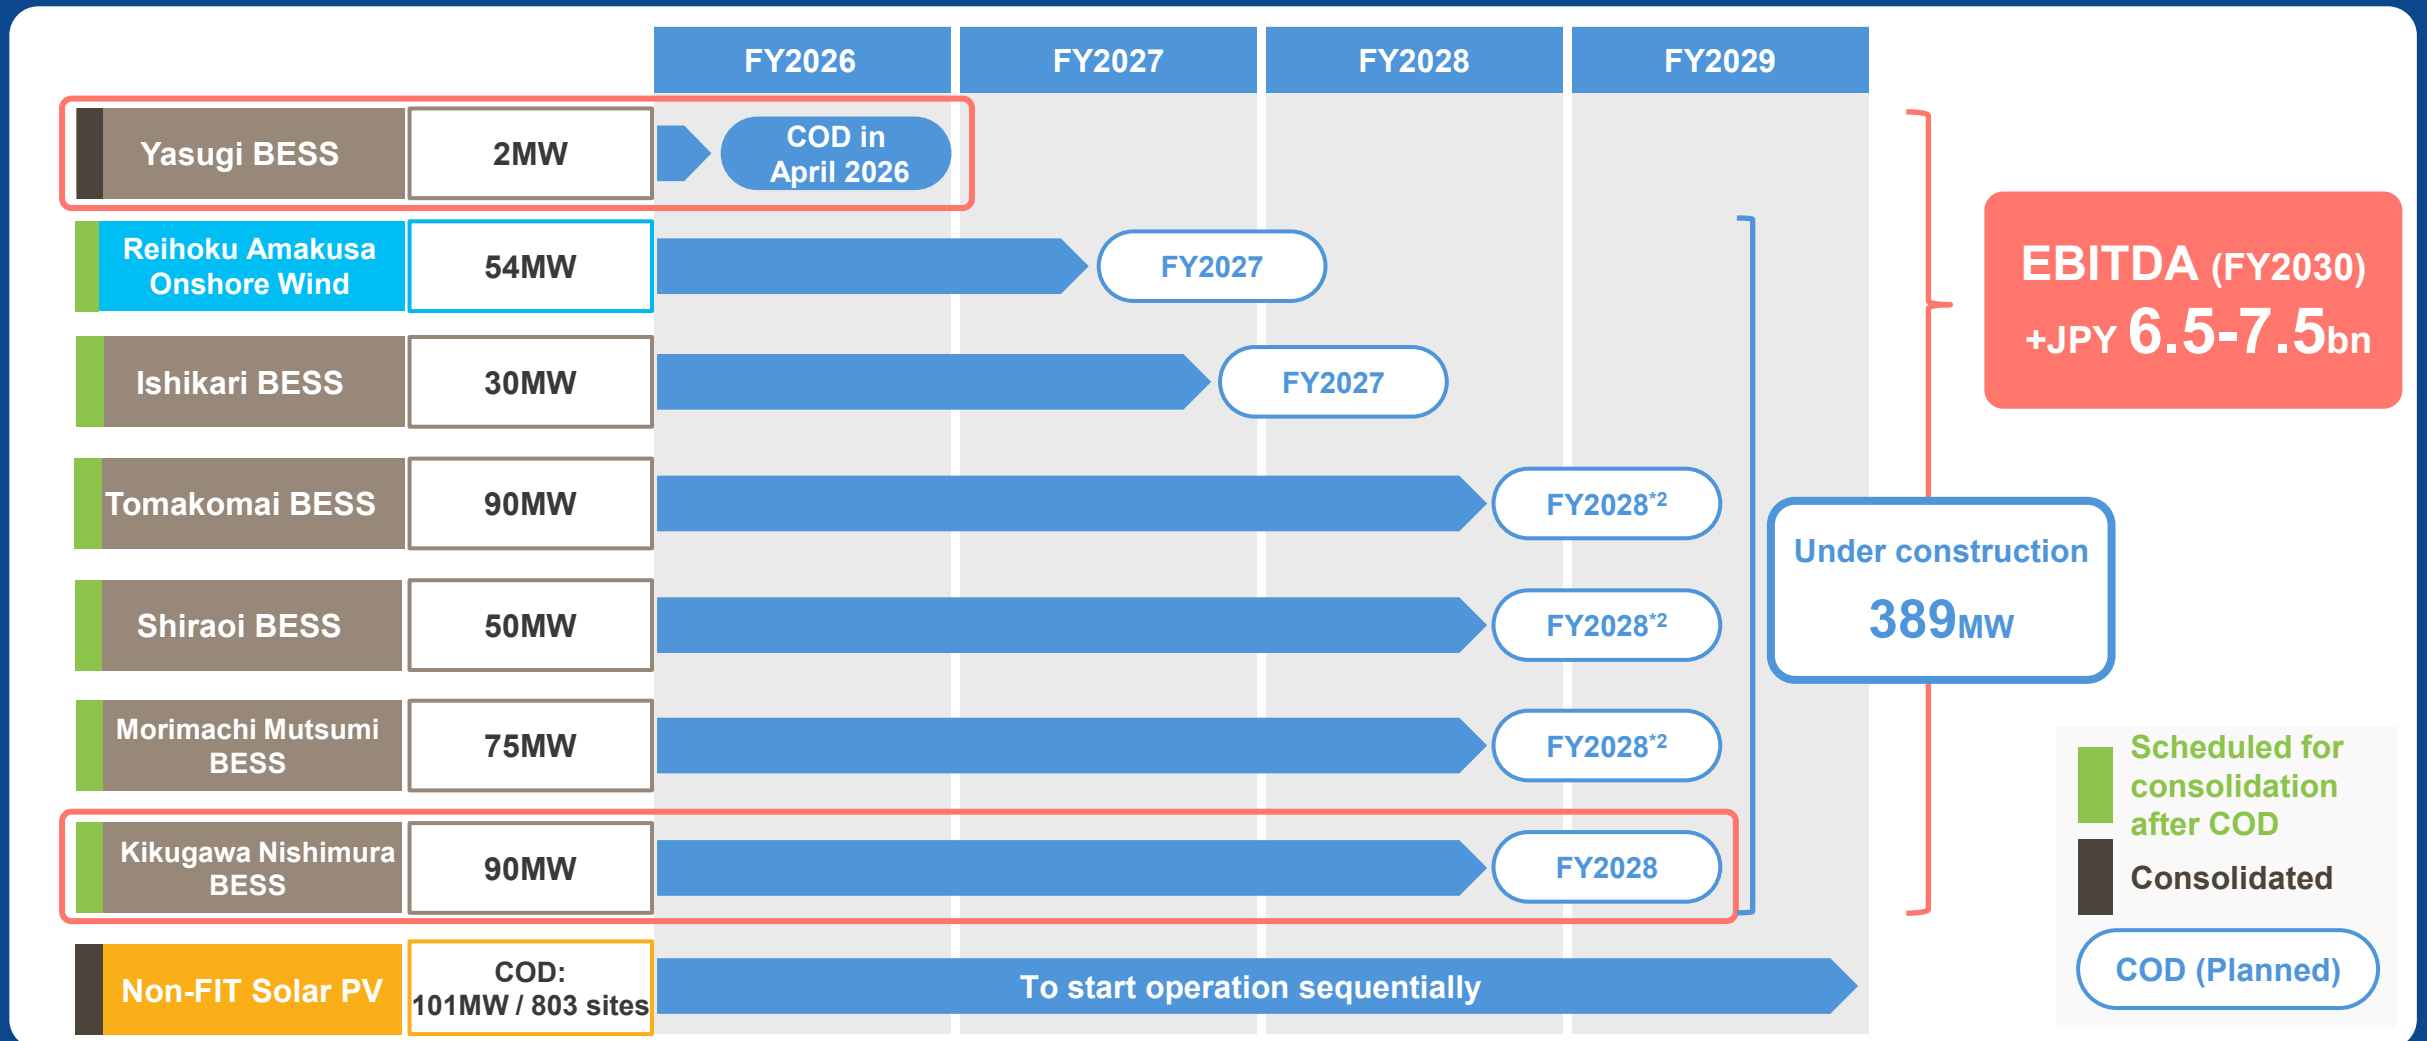 FY2026 FY2027 FY2028 FY2029
Yasugi BESS
2MW
COD in
April 2026
Reihoku Amakusa
Onshore Wind
54MW
FY2027
Ishikari BESS
30MW
FY2027
Tomakomai BESS
90MW
FY2028*2
Shiraoi BESS
50MW
FY2028*2
Morimachi Mutsumi
BESS
75MW
FY2028*2
Kikugawa Nishimura
BESS
90MW
FY2028
Non-FIT Solar PV
COD:
101MW / 803 sites
To start operation sequentially
EBITDA (FY2030)
+JPY 6.5-7.5bn
Under construction
389MW
Scheduled for
consolidation
after COD
Consolidated
COD (Planned)